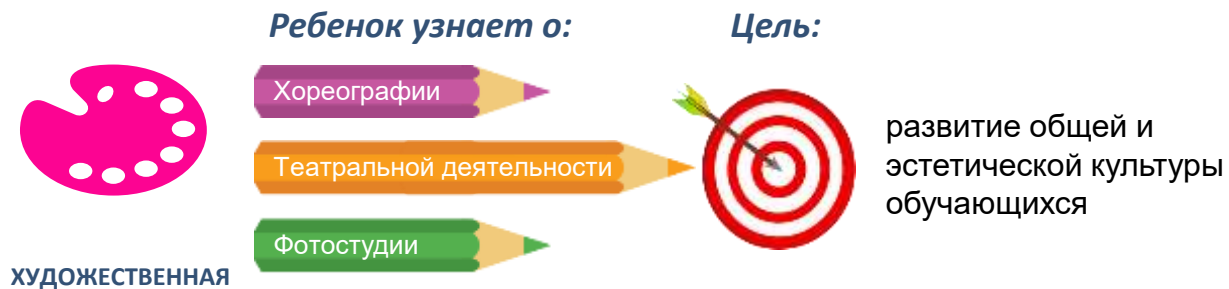 Ребенок узнает о:
Цель:
Хореографии
Театральной деятельности
Фотостудии
развитие общей и
эстетической культуры
обучающихся
ХУДОЖЕСТВЕННАЯ